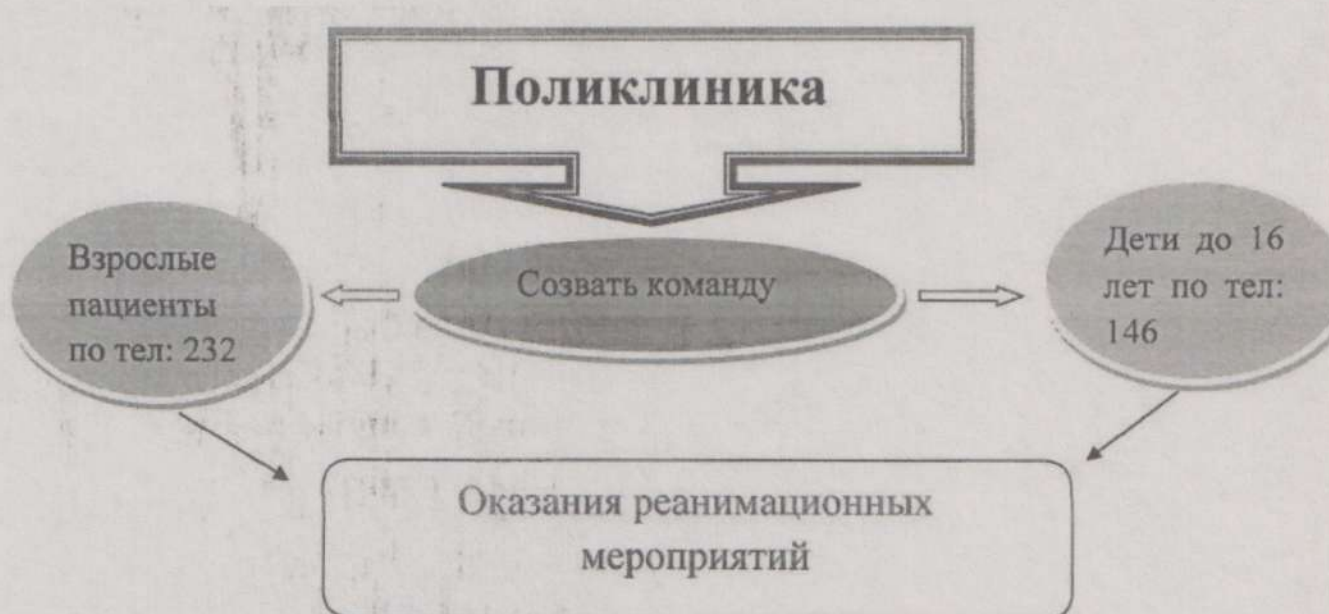 Поликлиника
Взрослые
пациенты
по тел: 232
Созвать команду
Дети до 16
лет по тел:
146
Оказания реанимационных
мероприятий